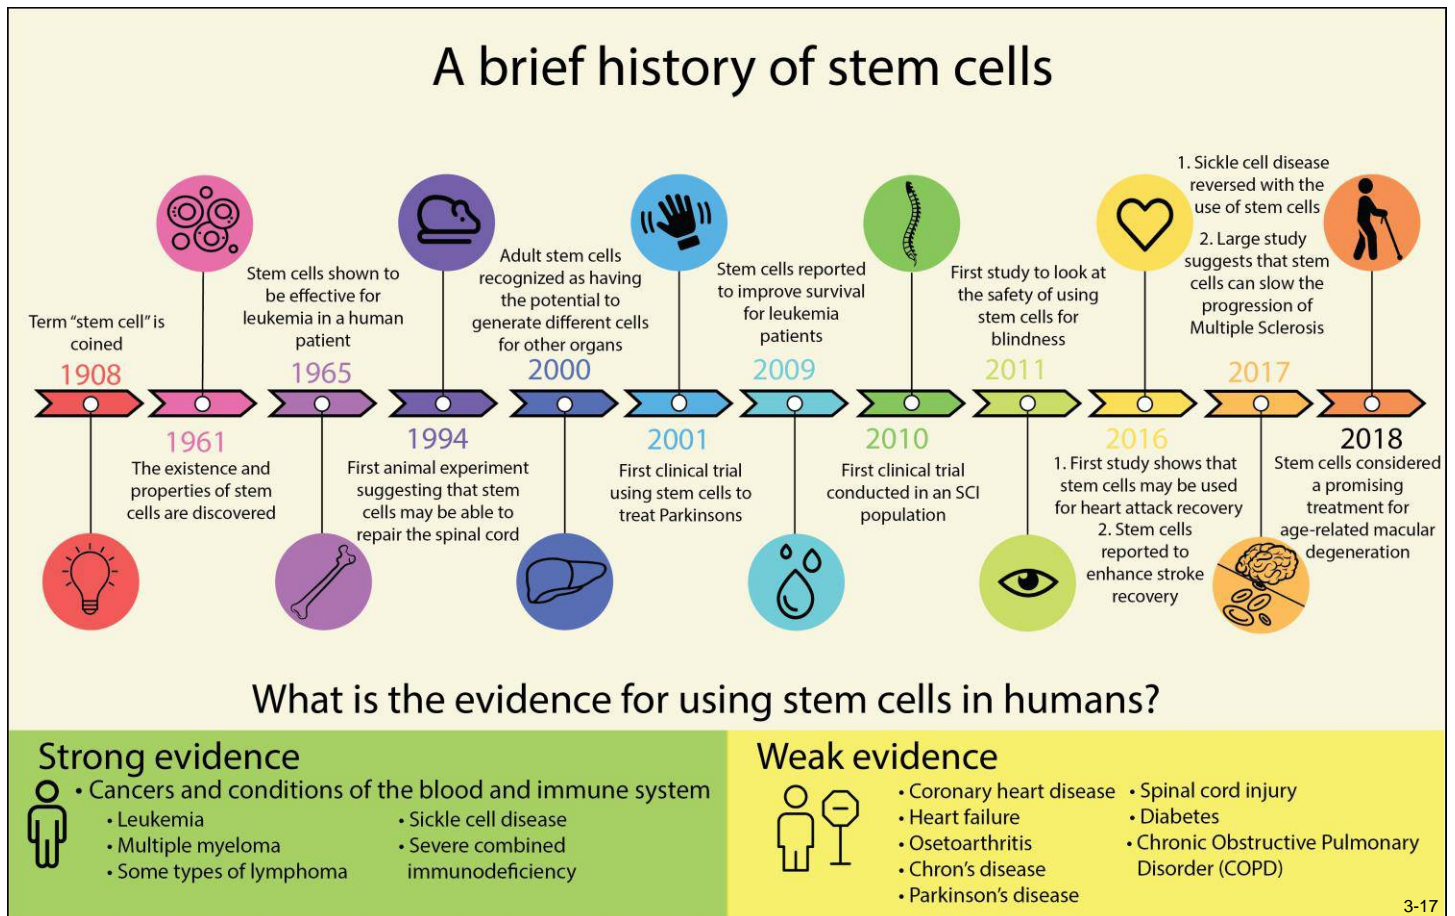 A brief history of stem cells
Term “stem cell” is
coined
1908
1961
The existence and
properties of stem
cells are discovered
Stem cells shown to
be effective for
leukemia in a human
patient
1965
1994
First animal experiment
suggesting that stem
cells may be able to
repair the spinal cord
Adult stem cells
recognized as having
the potential to
generate different cells
for other organs
2000
2001
First clinical trial
using stem cells to
treat Parkinsons
Stem cells reported
to improve survival
for leukemia
patients
2009
2010
First clinical trial
conducted in an SCI
population
First study to look at
the safety of using
stem cells for
blindness
2011
2016
1. First study shows that
stem cells may be used
for heart attack recovery
2. Stem cells
reported to
enhance stroke
recovery
1. Sickle cell disease
reversed with the
use of stem cells
2. Large study
suggests that stem
cells can slow the
progression of
Multiple Sclerosis
2017
2018
Stem cells considered
a promising
treatment for
age-related macular
degeneration
What is the evidence for using stem cells in humans?
Strong evidence
• Cancers and conditions of the blood and immune system
• Leukemia
• Multiple myeloma
• Some types of lymphoma
• Sickle cell disease
• Severe combined
immunodeficiency
Weak evidence
• Coronary heart disease
• Heart failure
• Osetoarthritis
• Chron’s disease
• Parkinson’s disease
• Spinal cord injury
• Diabetes
• Chronic Obstructive Pulmonary
Disorder (COPD)
3-17